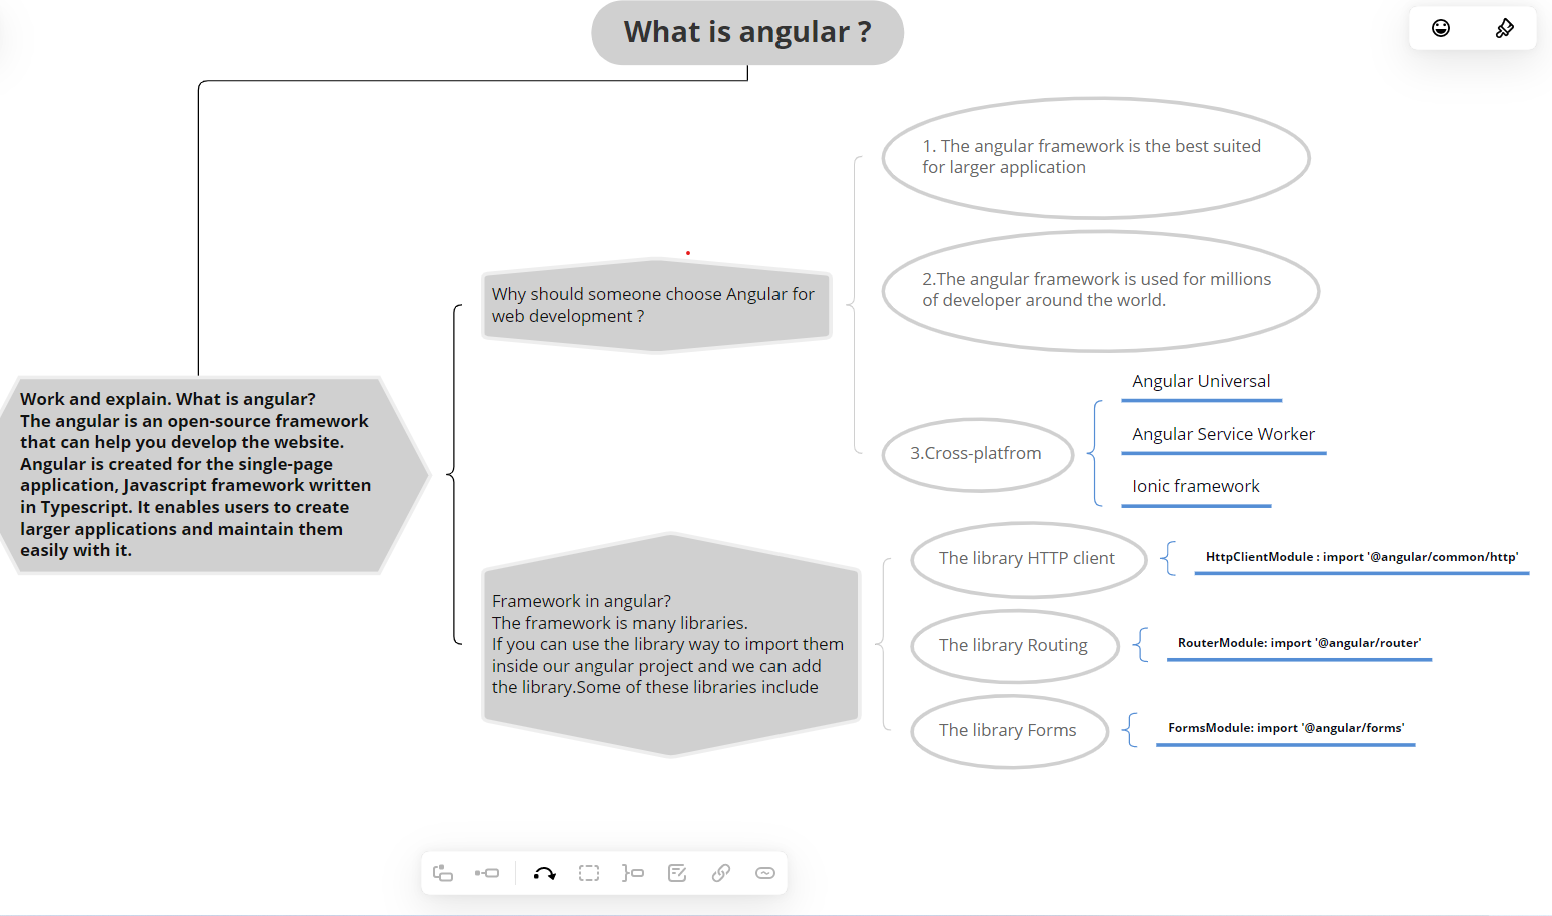 What is angular ?
Work and explain. What is angular?
The angular is an open-source framework
that can help you develop the website.
Angular is created for the single-page
application, Javascript framework written
in Typescript. It enables users to create
larger applications and maintain them
easily with it.
Why should someone choose Angular for
web development ?
1. The angular framework is the best suited
for larger application
2.The angular framework is used for millions
of developer around the world.
3.Cross-platfrom
Angular Universal
Angular Service Worker
Ionic framework
Framework in angular?
The framework is many libraries.
If you can use the library way to import them
inside our angular project and we can add
the library.Some of these libraries include
The library HTTP client
HttpClientModule : import '@angular/common/http'
The library Routing
RouterModule: import '@angular/router'
The library Forms
FormsModule: import '@angular/forms'